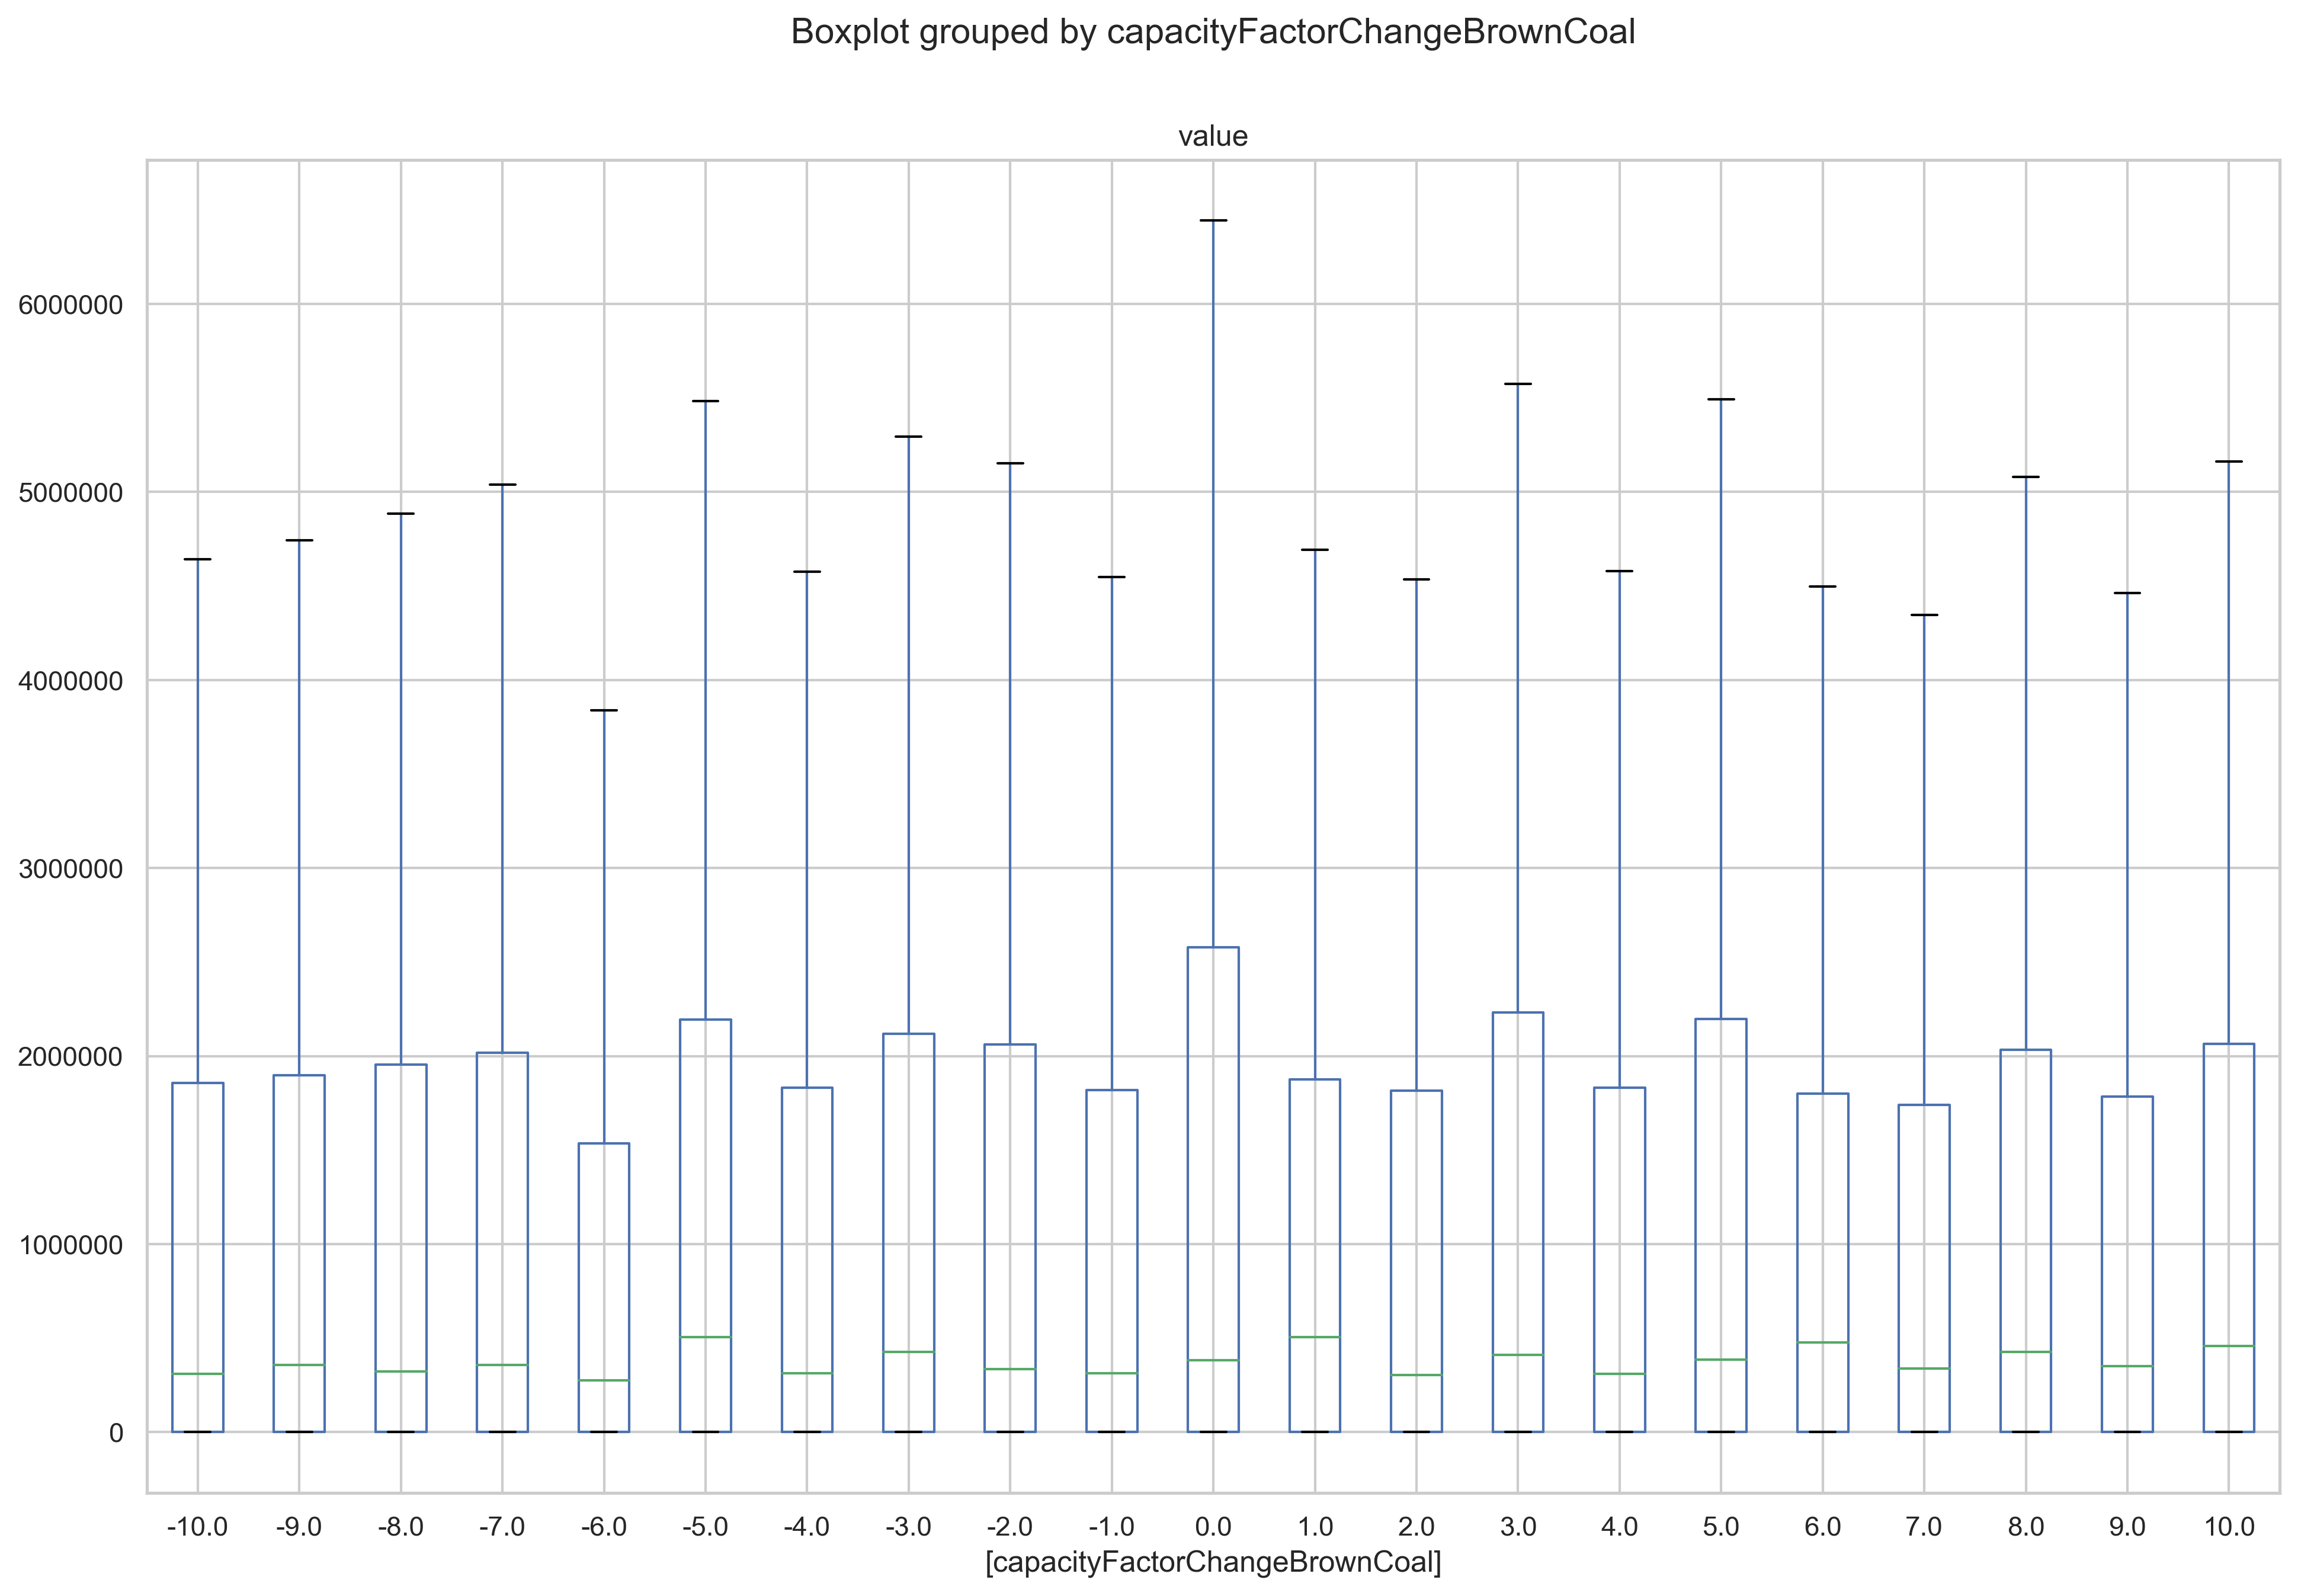 Boxplot grouped by capacityFactorChangeBrownCoal
value
6000000
5000000
4000000
3000000
2000000
1000000
0
-10.0 -9.0 -8.0 -7.0 -6.0 -5.0 -4.0 -3.0 -2.0 -1.0 0.0 1.0 2.0 3.0 4.0 5.0 6.0 7.0 8.0 9.0 10.0
[capacityFactorChangeBrownCoal]